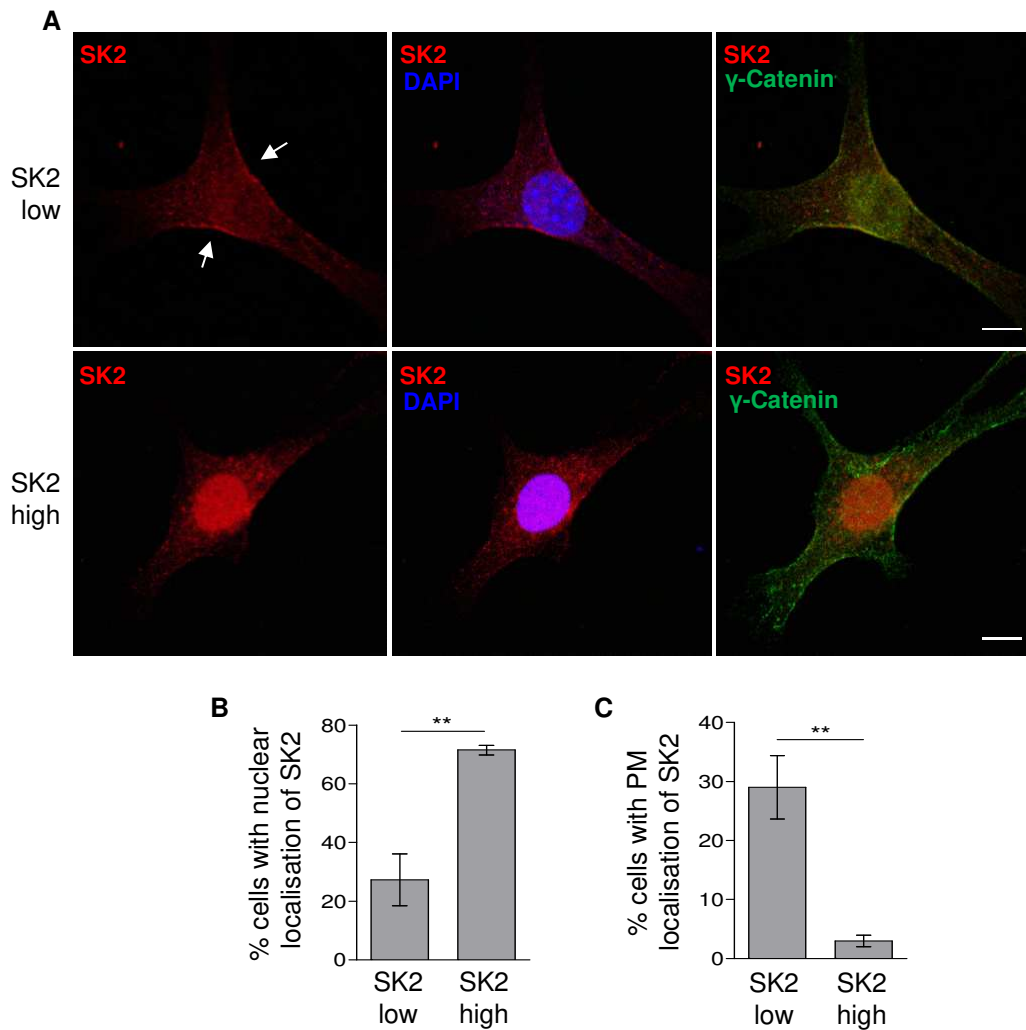 A
SK2
SK2
DAPI
SK2
γ-Catenin
SK2
low
SK2
SK2
DAPI
SK2
γ-Catenin
SK2
high
B
% cells with nuclear
localisation of SK2
80
60
40
20
0
**
SK2
low
SK2
high
C
% cells with PM
localisation of SK2
40
30
20
10
0
**
SK2
low
SK2
high